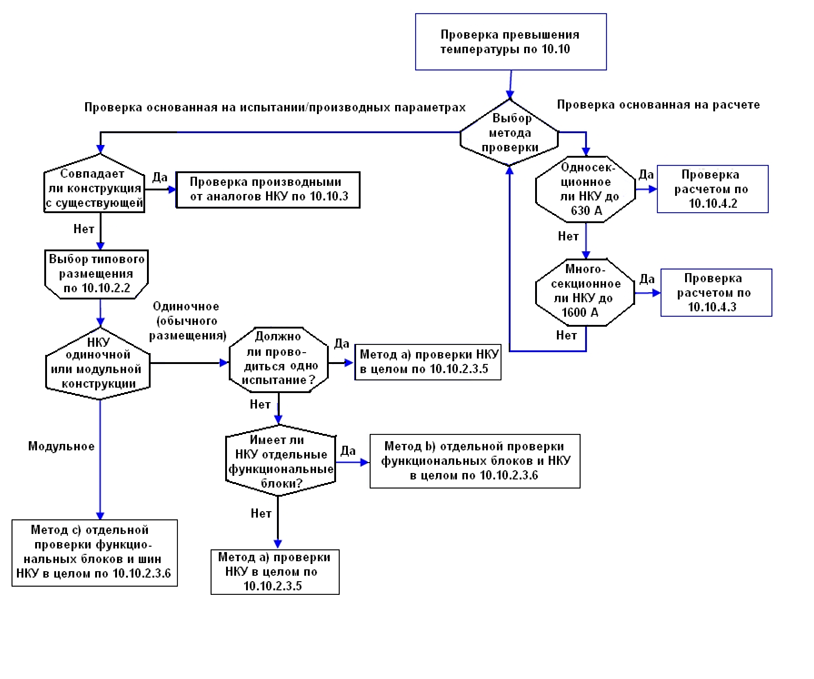 Проверка превышения
температуры по 10.10
Проверка основанная на испытании/производных параметрах
Проверка основанная на расчете
Выбор
метода
проверки
Совпадает
ли конструкция
с существующей
Да
Проверка производными
от аналогов НКУ по 10.10.3
Односек-
ционное
ли НКУ до
630 А
Да
Проверка
расчетом по
10.10.4.2
Нет
Нет
Выбор типового
размещения
по 10.10.2.2
Много-
секционное
ли НКУ до
1600 А
Да
Проверка
расчетом по
10.10.4.3
Нет
НКУ
одиночной
или модульной
конструкции
Одиночное
(обычного
размещения)
Должно
ли прово-
диться одно
испытание?
Да
Метод а) проверки НКУ
в целом по 10.10.2.3.5
Нет
Модульное
Имеет ли
НКУ отдельные
функциональные
блоки?
Да
Метод b) отдельной проверки
функциональных блоков и НКУ
в целом по 10.10.2.3.6
Нет
Метод с) отдельной
проверки функцио-
нальных блоков и шин
НКУ в целом по 10.10.2.3.6
Метод а) проверки
НКУ в целом по
10.10.2.3.5